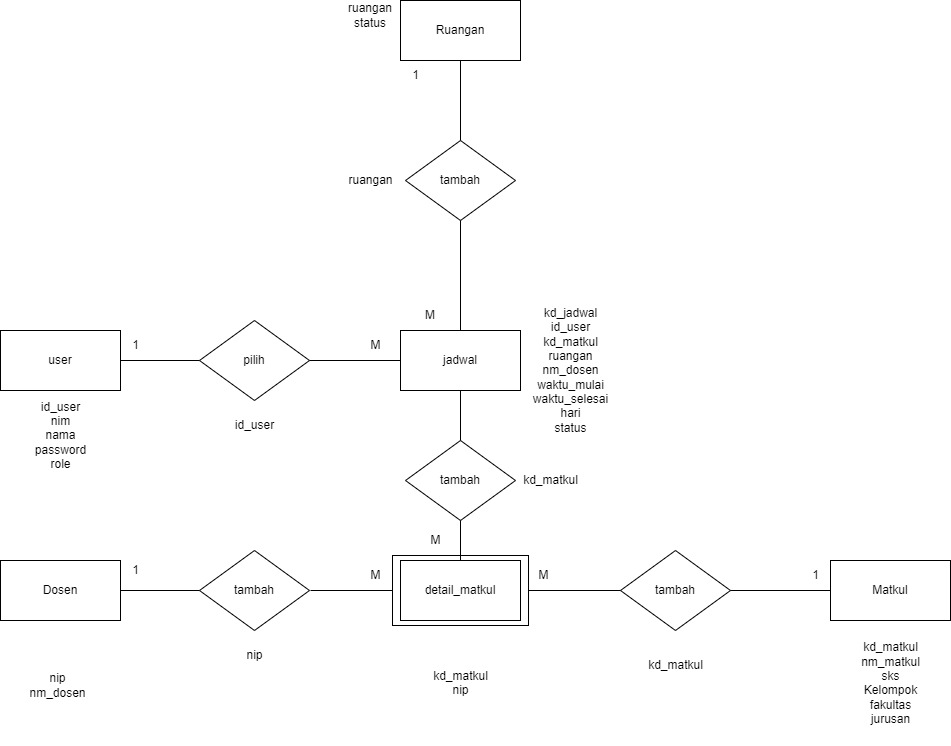 ruangan
status
Ruangan
1
ruangan
tambah
M
kd_jadwal
id_user
kd_matkul
ruangan
nm_dosen
waktu_mulai
waktu_selesai
hari
status
user
1
pilih
M
jadwal
id_user
nim
nama
password
role
id_user
tambah
kd_matkul
M
Dosen
1
tambah
M
detail_matkul
M
tambah
1
Matkul
nip
nm_dosen
nip
kd_matkul
nip
kd_matkul
kd_matkul
nm_matkul
sks
Kelompok
fakultas
jurusan